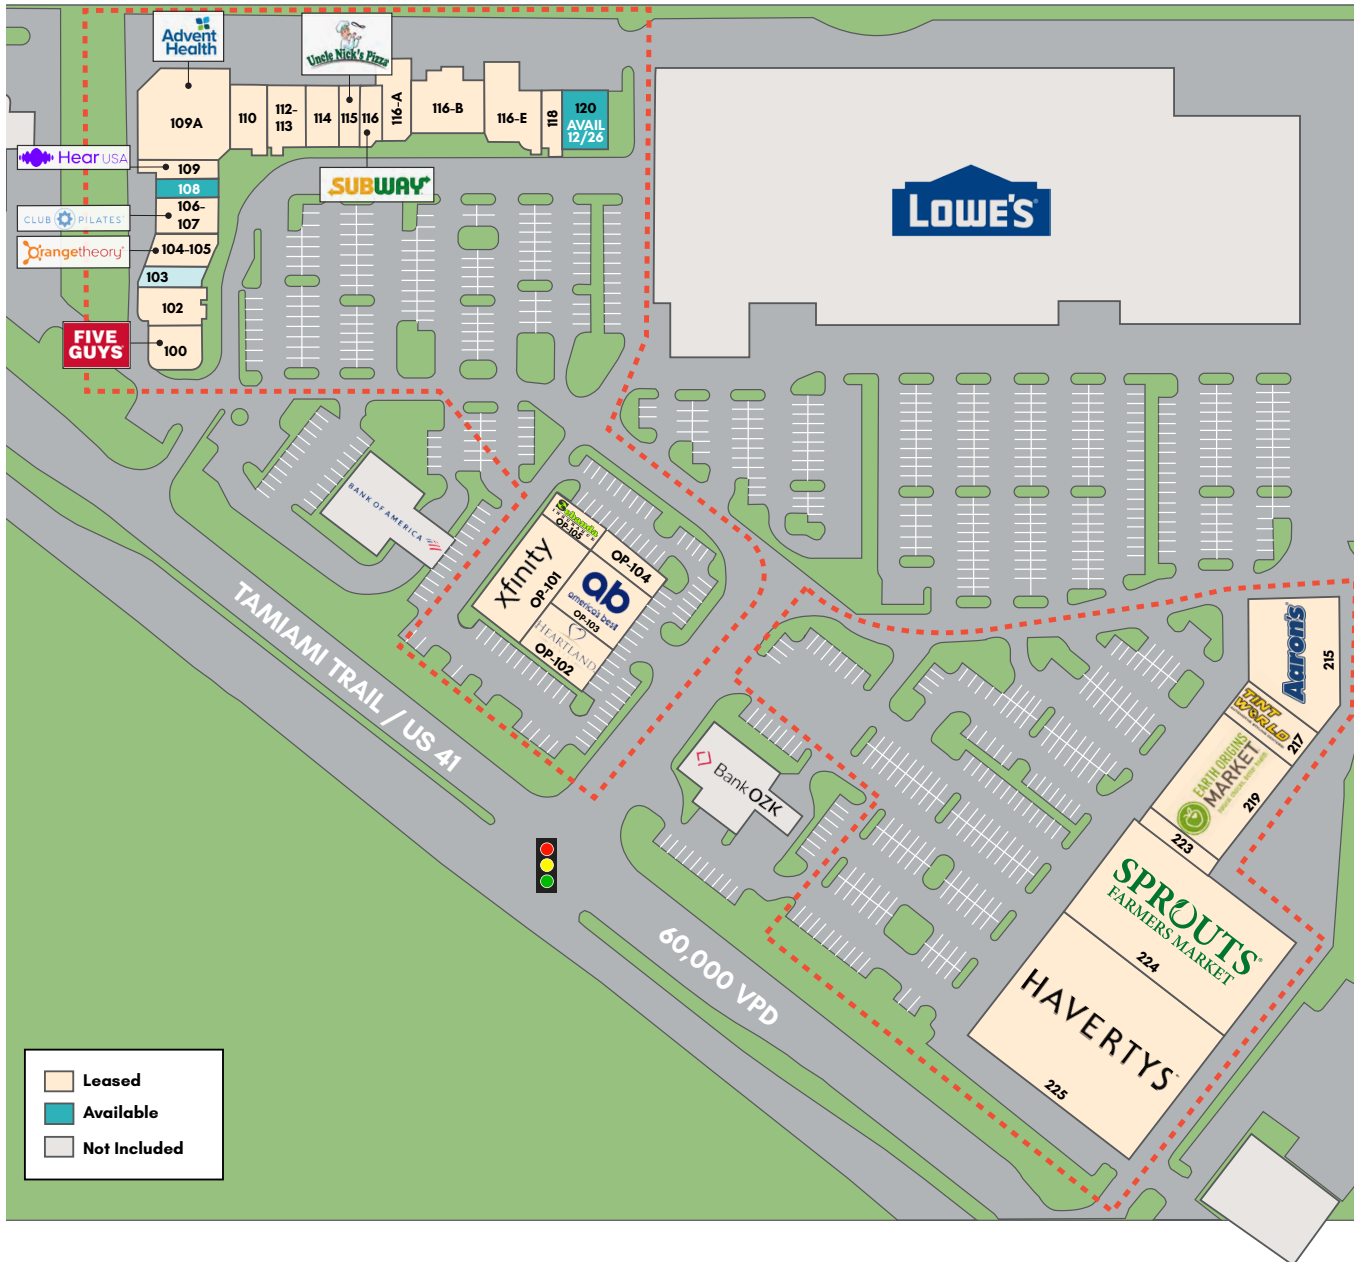 Advent
Health
Uncle Nick's Pizza
109A
110
112-
113
114
115
116
116-A
116-B
116-E
118
120
AVAIL
12/26
SUBWAY
Hear USA
109
108
CLUB PILATES
106-
107
Orangetheory
104-105
103
102
FIVE
GUYS
100
LOWE'S
BANK OF AMERICA
OP-105
xfinity
OP-101
OP-104
ab
america's best
OP-103
HEARTLAND
OP-102
TAMIAMI TRAIL / US 41
Bank OZK
60,000 VPD
Aaron's
215
TINT
WORLD
217
EARTH ORIGINS
MARKET
219
223
SPROUTS
FARMERS MARKET
224
HAVERTYS
225
Leased
Available
Not Included